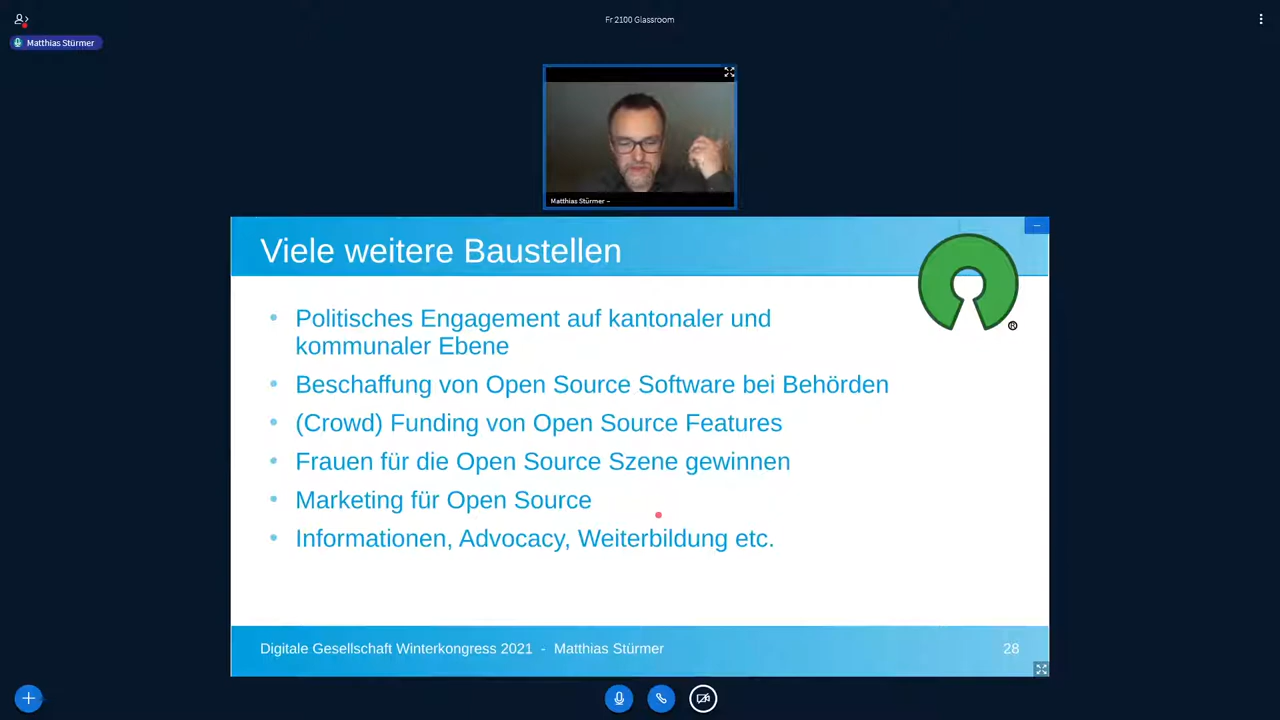 Fr 2100 Glassroom
Matthias Stürmer
Matthias Stürmer –
Viele weitere Baustellen
®
• Politisches Engagement auf kantonaler und
kommunaler Ebene
• Beschaffung von Open Source Software bei Behörden
• (Crowd) Funding von Open Source Features
• Frauen für die Open Source Szene gewinnen
• Marketing für Open Source
• Informationen, Advocacy, Weiterbildung etc.
Digitale Gesellschaft Winterkongress 2021 - Matthias Stürmer
28